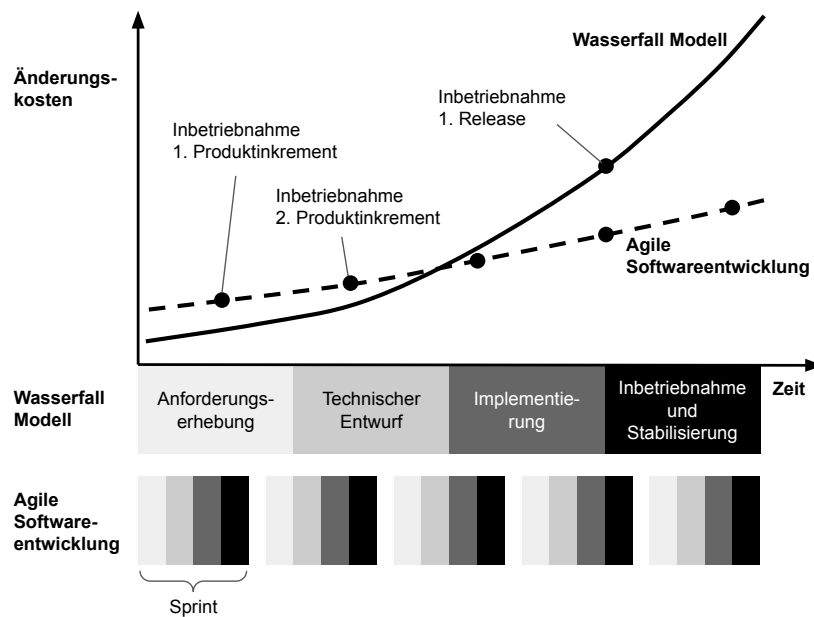 Änderungs-
kosten
Wasserfall Modell
Inbetriebnahme
1. Release
Inbetriebnahme
1. Produktinkrement
Inbetriebnahme
2. Produktinkrement
Agile
Softwareentwicklung
Wasserfall
Modell
Anforderungs-
erhebung
Technischer
Entwurf
Implementie-
rung
Inbetriebnahme
und
Stabilisierung
Zeit
Agile
Software-
entwicklung
Sprint